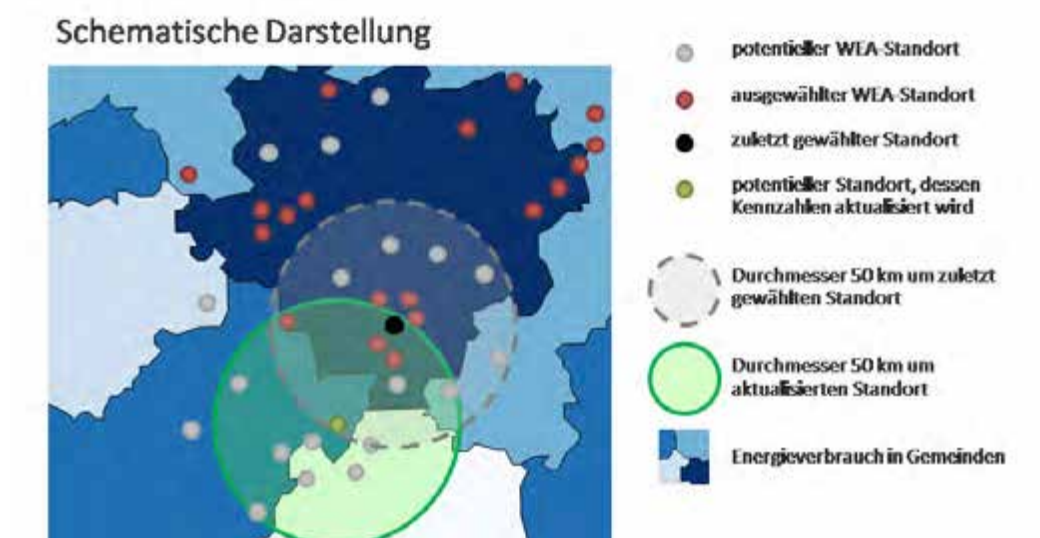 Schematische Darstellung
potentieller WEA-Standort
ausgewählter WEA-Standort
zuletzt gewählter Standort
potentieller Standort, dessen
Kennzahlen aktualisiert wird
Durchmesser 50 km um zuletzt
gewählten Standort
Durchmesser 50 km um
aktualisierten Standort
Energieverbrauch in Gemeinden